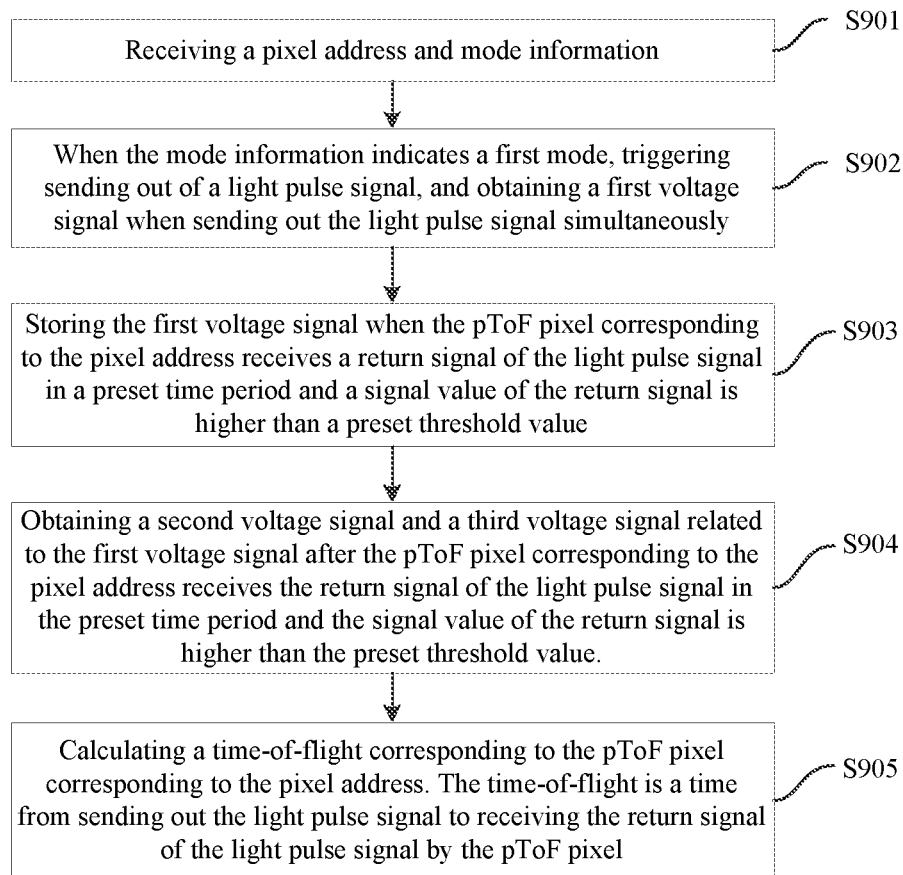 S901
Receiving a pixel address and mode information
S902
When the mode information indicates a first mode, triggering
sending out of a light pulse signal, and obtaining a first voltage
signal when sending out the light pulse signal simultaneously
S903
Storing the first voltage signal when the pToF pixel corresponding
to the pixel address receives a return signal of the light pulse signal
in a preset time period and a signal value of the return signal is
higher than a preset threshold value
S904
Obtaining a second voltage signal and a third voltage signal related
to the first voltage signal after the pToF pixel corresponding to the
pixel address receives the return signal of the light pulse signal in
the preset time period and the signal value of the return signal is
higher than the preset threshold value.
S905
Calculating a time-of-flight corresponding to the pToF pixel
corresponding to the pixel address. The time-of-flight is a time
from sending out the light pulse signal to receiving the return signal
of the light pulse signal by the pToF pixel